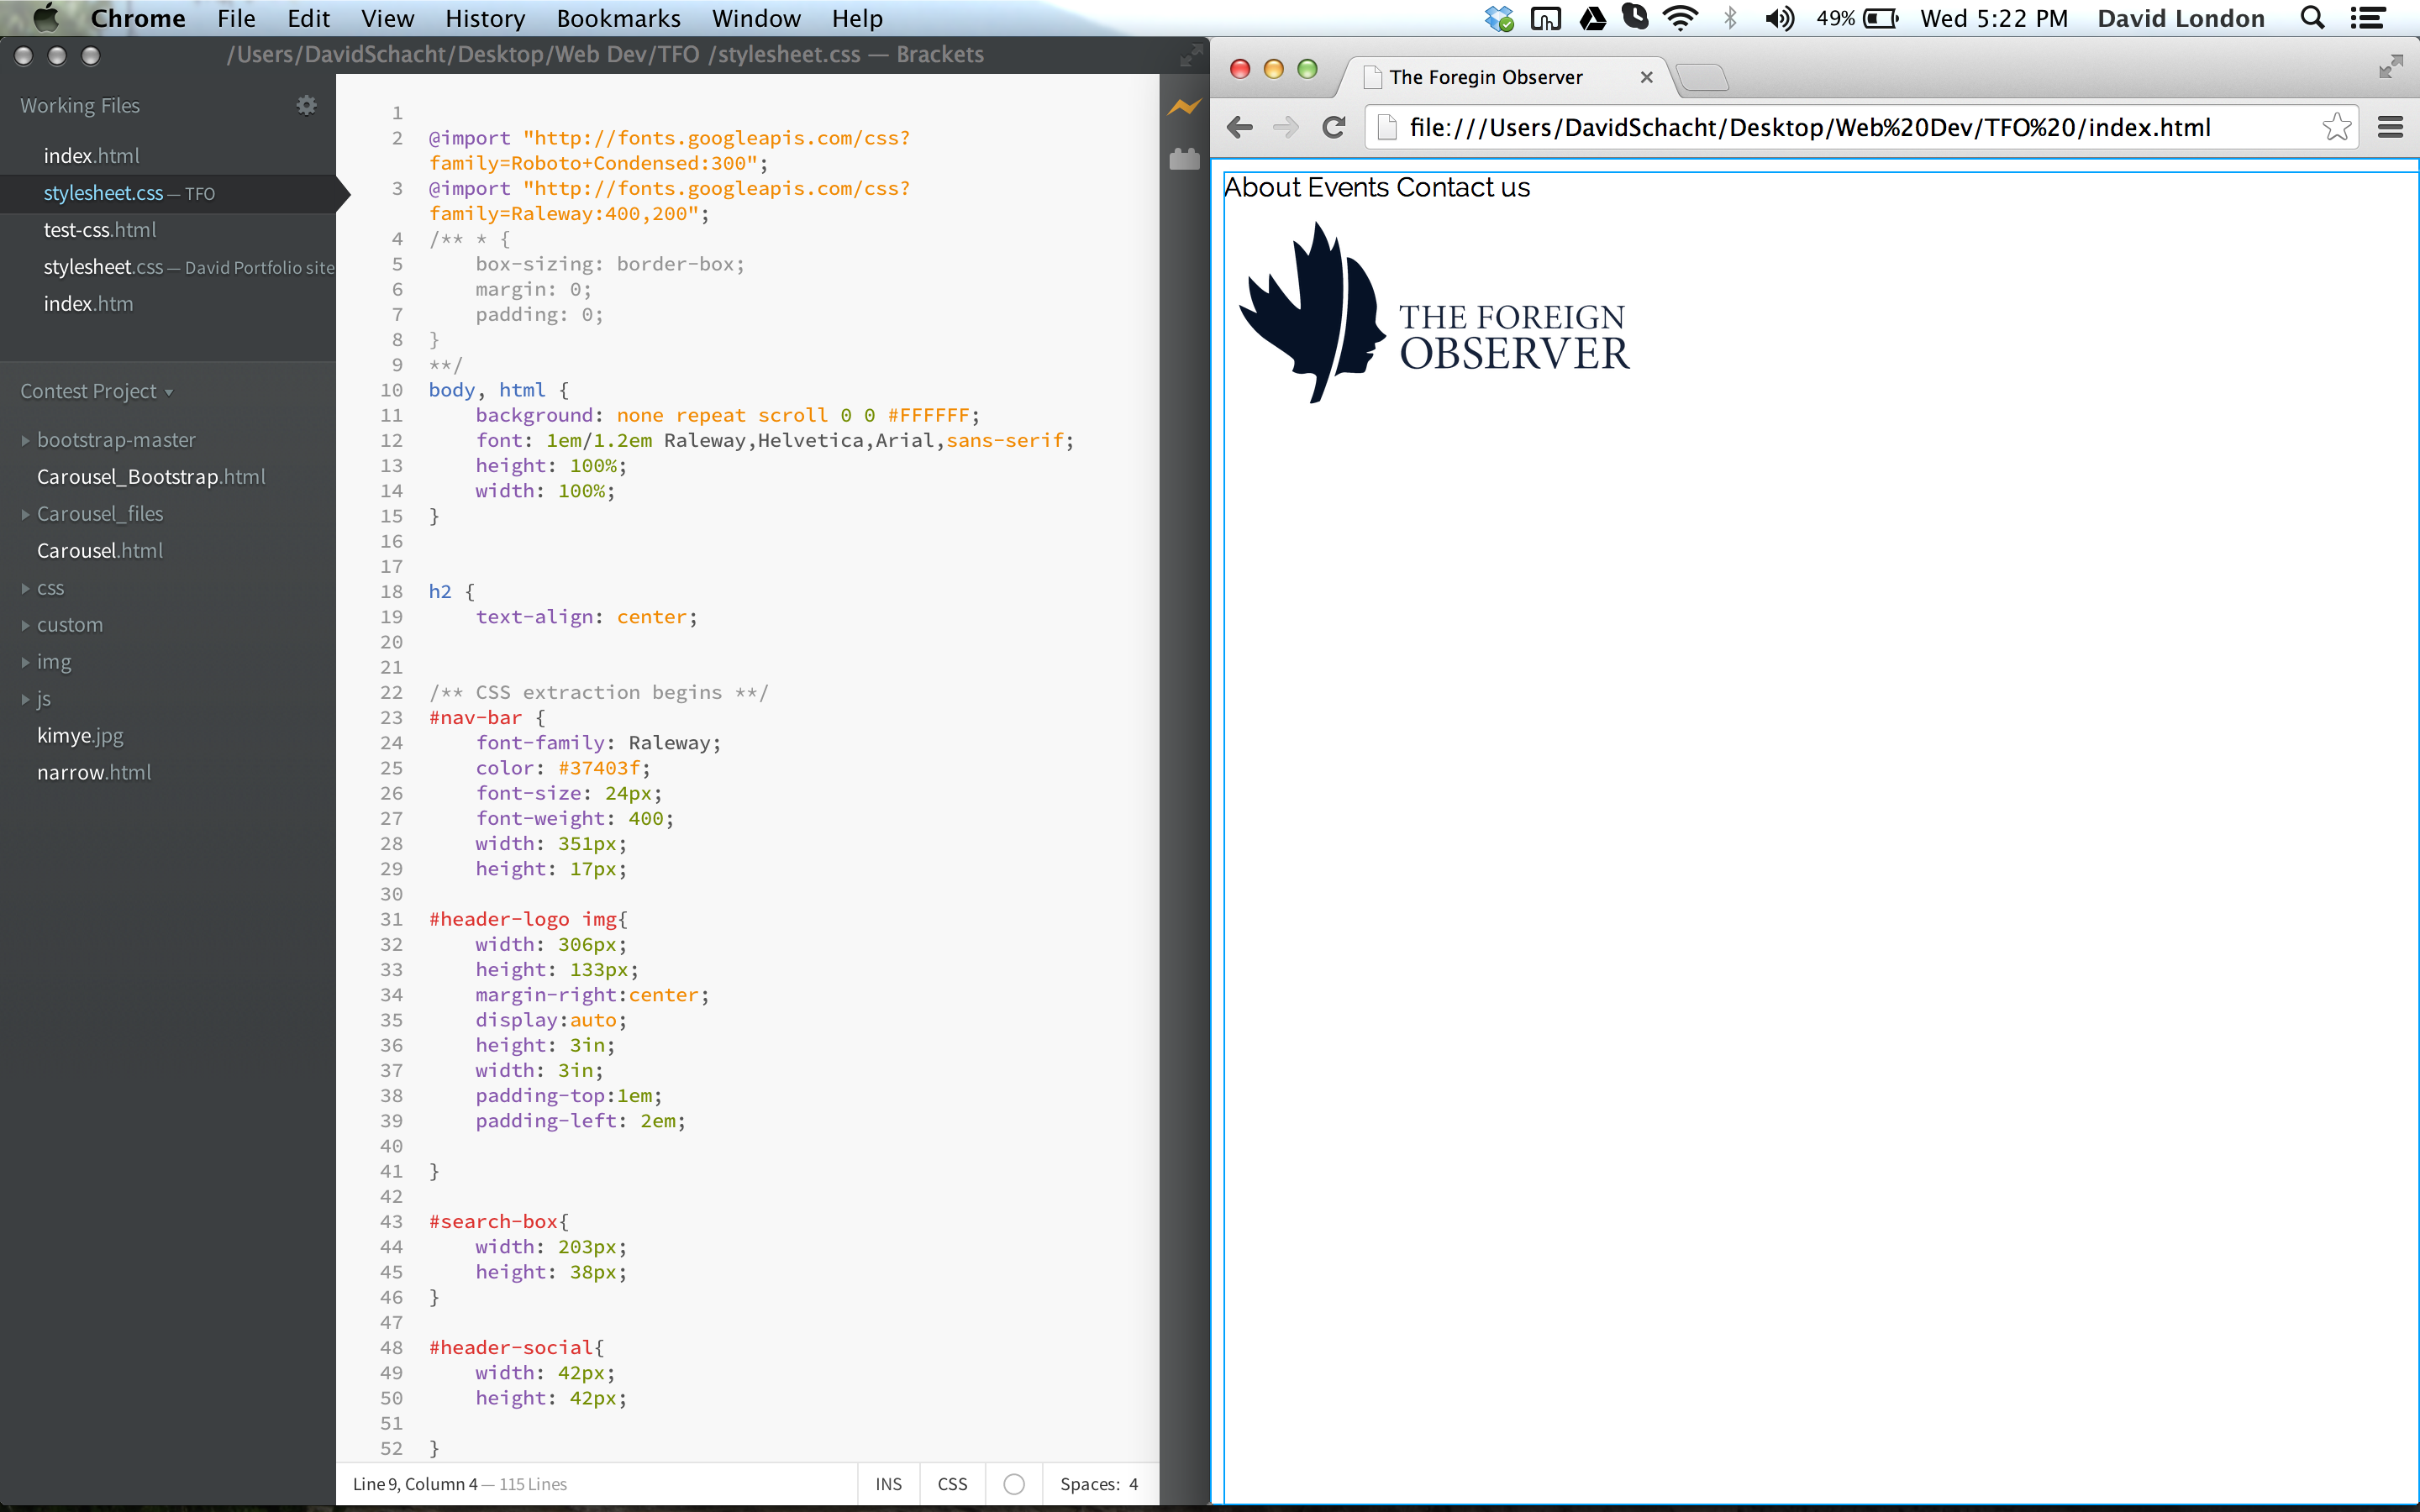 Chrome File Edit View History Bookmarks Window Help 49% Wed 5:22 PM David London
/Users/DavidSchacht/Desktop/Web Dev/TFO /stylesheet.css — Brackets
Working Files
index.html
stylesheet.css — TFO
test-css.html
stylesheet.css — David Portfolio site
index.htm
Contest Project
bootstrap-master
Carousel_Bootstrap.html
Carousel_files
Carousel.html
css
custom
img
js
kimye.jpg
narrow.html
1
2 @import "http://fonts.googleapis.com/css?
family=Roboto+Condensed:300";
3 @import "http://fonts.googleapis.com/css?
family=Raleway:400,200";
4 /** * {
5 box-sizing: border-box;
6 margin: 0;
7 padding: 0;
8 }
9 **/
10 body, html {
11 background: none repeat scroll 0 0 #FFFFFF;
12 font: 1em/1.2em Raleway,Helvetica,Arial,sans-serif;
13 height: 100%;
14 width: 100%;
15 }
16
17
18 h2 {
19 text-align: center;
20
21
22 /** CSS extraction begins **/
23 #nav-bar {
24 font-family: Raleway;
25 color: #37403f;
26 font-size: 24px;
27 font-weight: 400;
28 width: 351px;
29 height: 17px;
30
31 #header-logo img{
32 width: 306px;
33 height: 133px;
34 margin-right:center;
35 display:auto;
36 height: 3in;
37 width: 3in;
38 padding-top:1em;
39 padding-left: 2em;
40
41 }
42
43 #search-box{
44 width: 203px;
45 height: 38px;
46 }
47
48 #header-social{
49 width: 42px;
50 height: 42px;
51
52 }
Line 9, Column 4 — 115 Lines INS CSS Spaces: 4
The Foregin Observer
file:///Users/DavidSchacht/Desktop/Web%20Dev/TFO%20/index.html
About Events Contact us
THE FOREIGN
OBSERVER